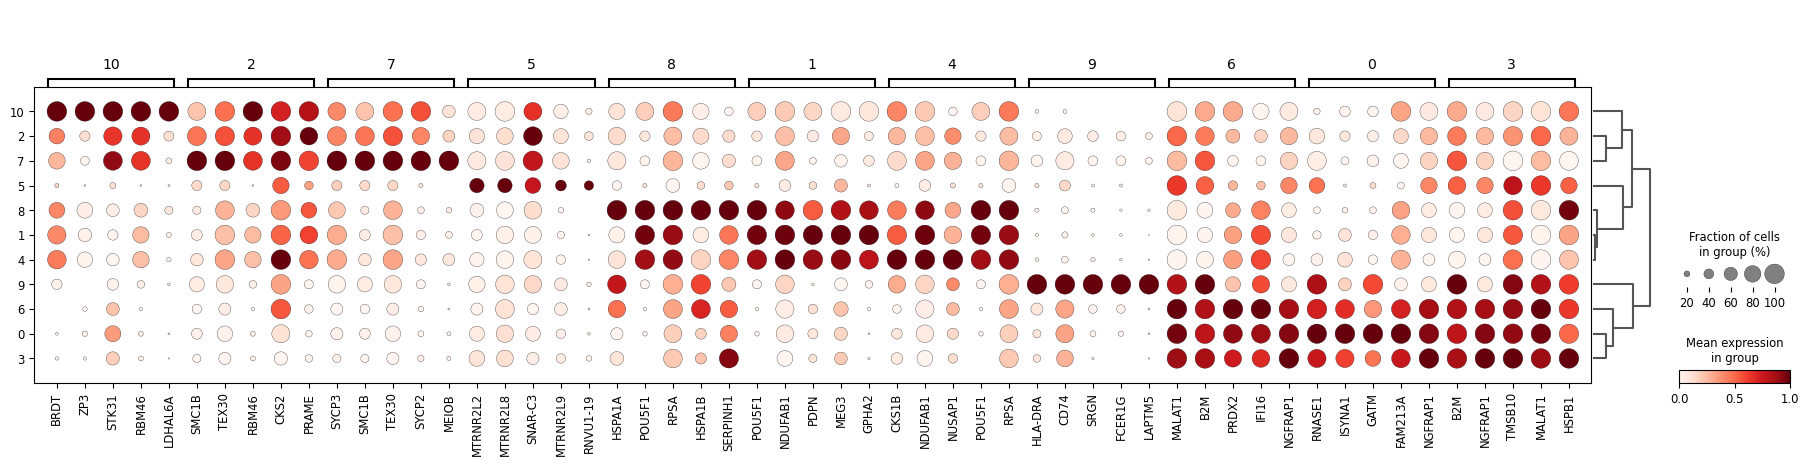 10 2 7 5 8 1 4 9 6 0 3
10
2
7
5
8
1
4
9
6
0
3
BRDT ZP3 STK31 RBM46 LDHAL6A SMC1B TEX30 RBM46 CKS2 PRAME SYCP3 SMC1B TEX30 SYCP2 MEIOB MTRNR2L2 MTRNR2L8 SNAR-C3 MTRNR2L9 RNVU1-19 HSPA1A POU5F1 RPSA HSPA1B SERPINH1 POU5F1 NDUFAB1 PDPN MEG3 GPHA2 CKS1B NDUFAB1 NUSAP1 POU5F1 RPSA HLA-DRA CD74 SRGN FCER1G LAPTM5 MALAT1 B2M PRDX2 IFI16 NGFRAP1 RNASE1 ISYNA1 GATM FAM213A NGFRAP1 B2M NGFRAP1 TMSB10 MALAT1 HSPB1
Fraction of cells
in group (%)
20 40 60 80 100
Mean expression
in group
0.0 0.5 1.0